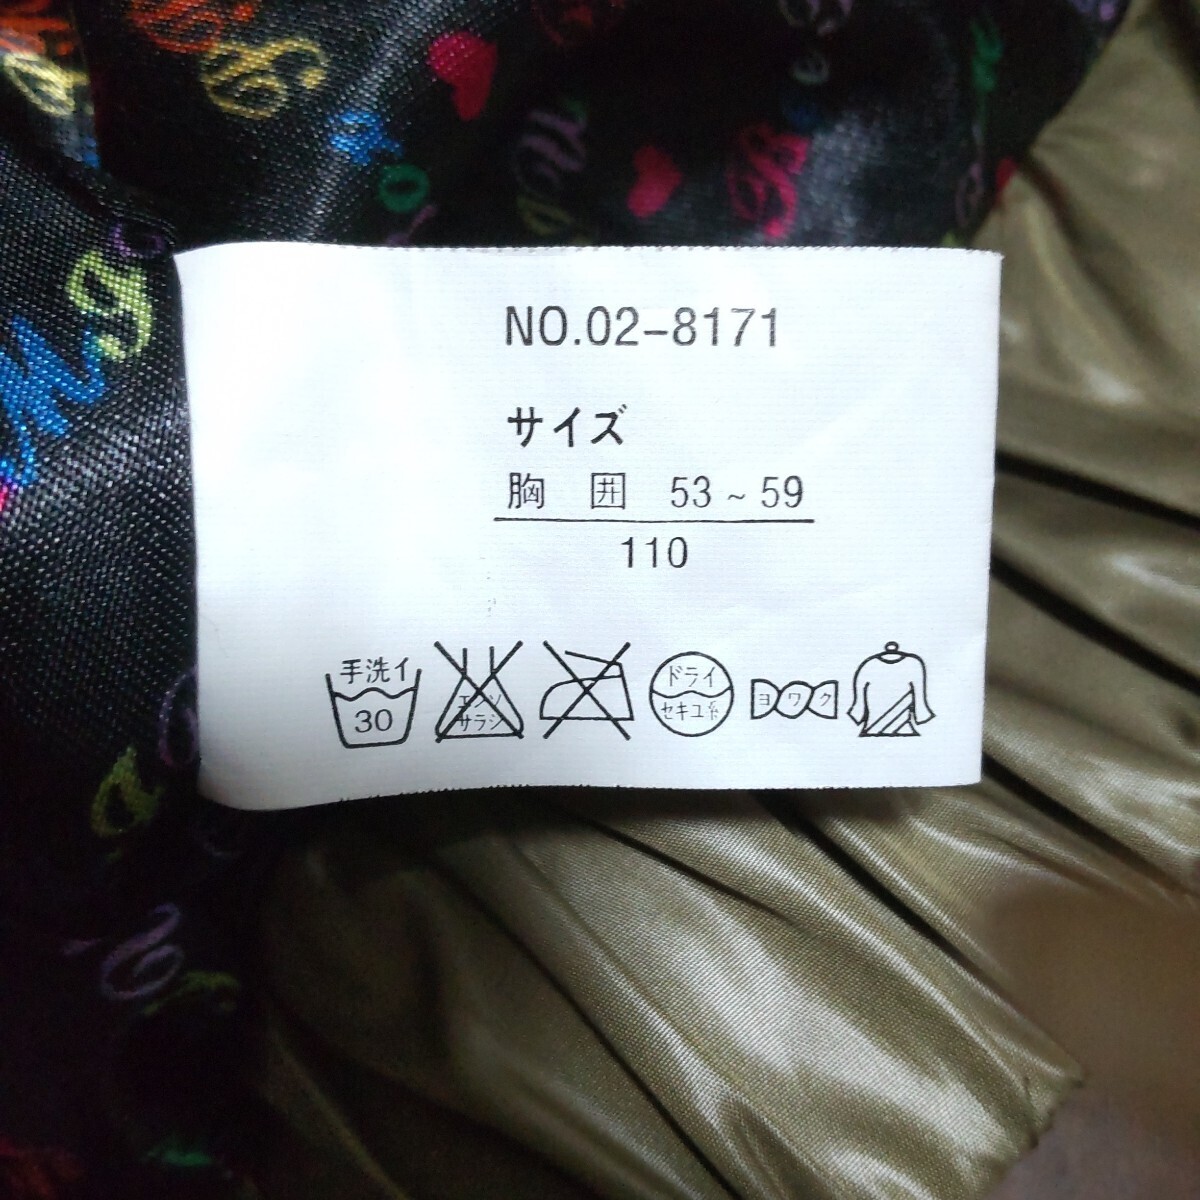 NO.02-8171
サイズ
胸 囲 53 ~ 59
110
手洗イ
30
エンソ
サラシ
ドライ
セキユ系
ヨワク